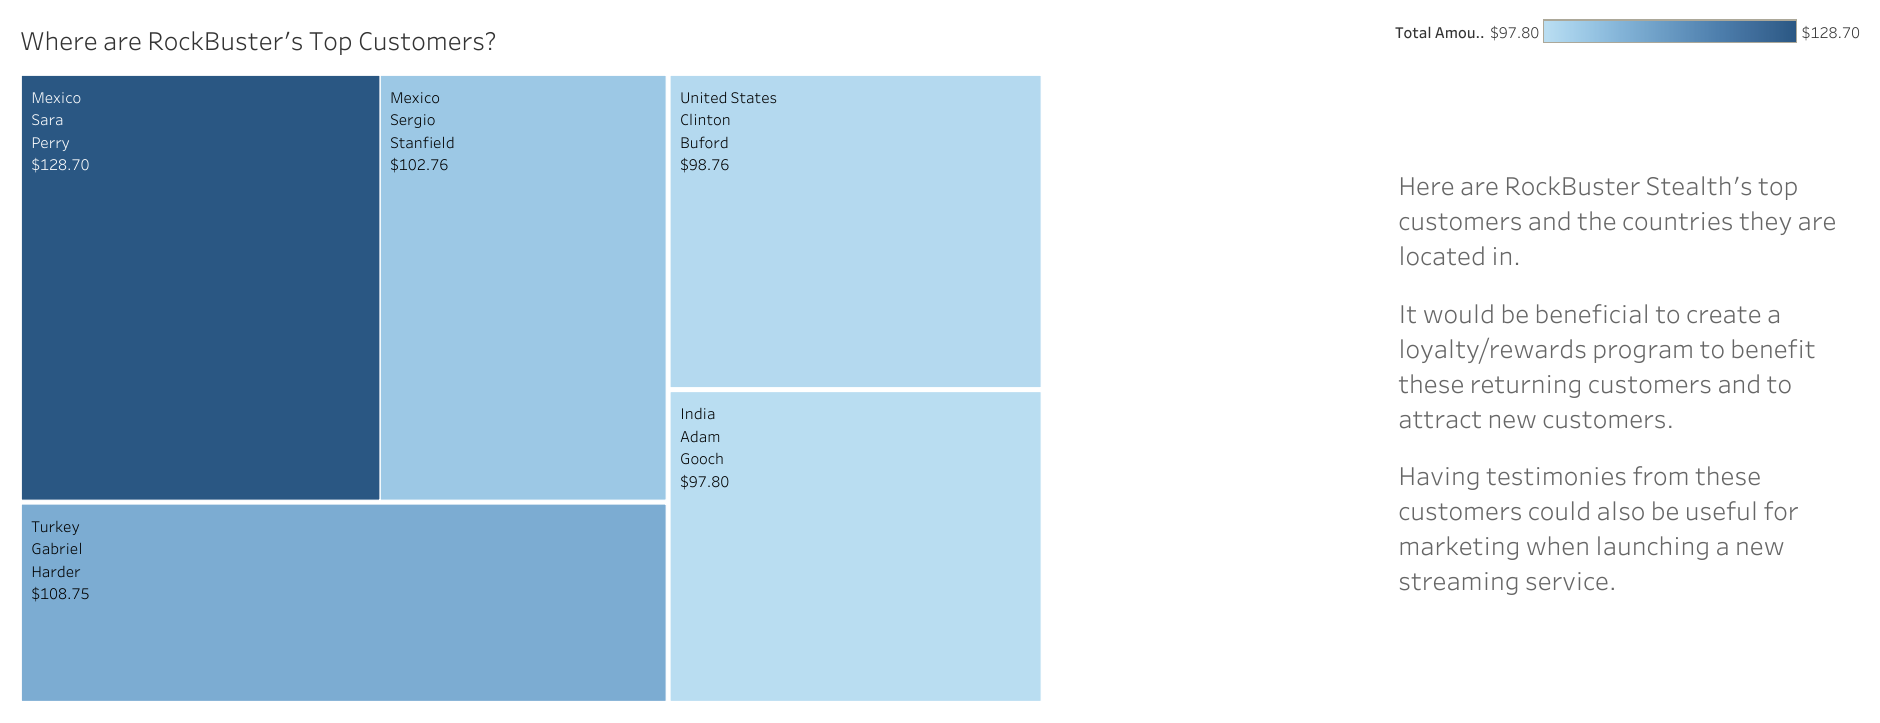 Where are RockBuster's Top Customers?
Total Amou.. $97.80 $128.70
Mexico
Sara
Perry
$128.70
Mexico
Sergio
Stanfield
$102.76
United States
Clinton
Buford
$98.76
India
Adam
Gooch
$97.80
Turkey
Gabriel
Harder
$108.75
Here are RockBuster Stealth's top
customers and the countries they are
located in.
It would be beneficial to create a
loyalty/rewards program to benefit
these returning customers and to
attract new customers.
Having testimonies from these
customers could also be useful for
marketing when launching a new
streaming service.